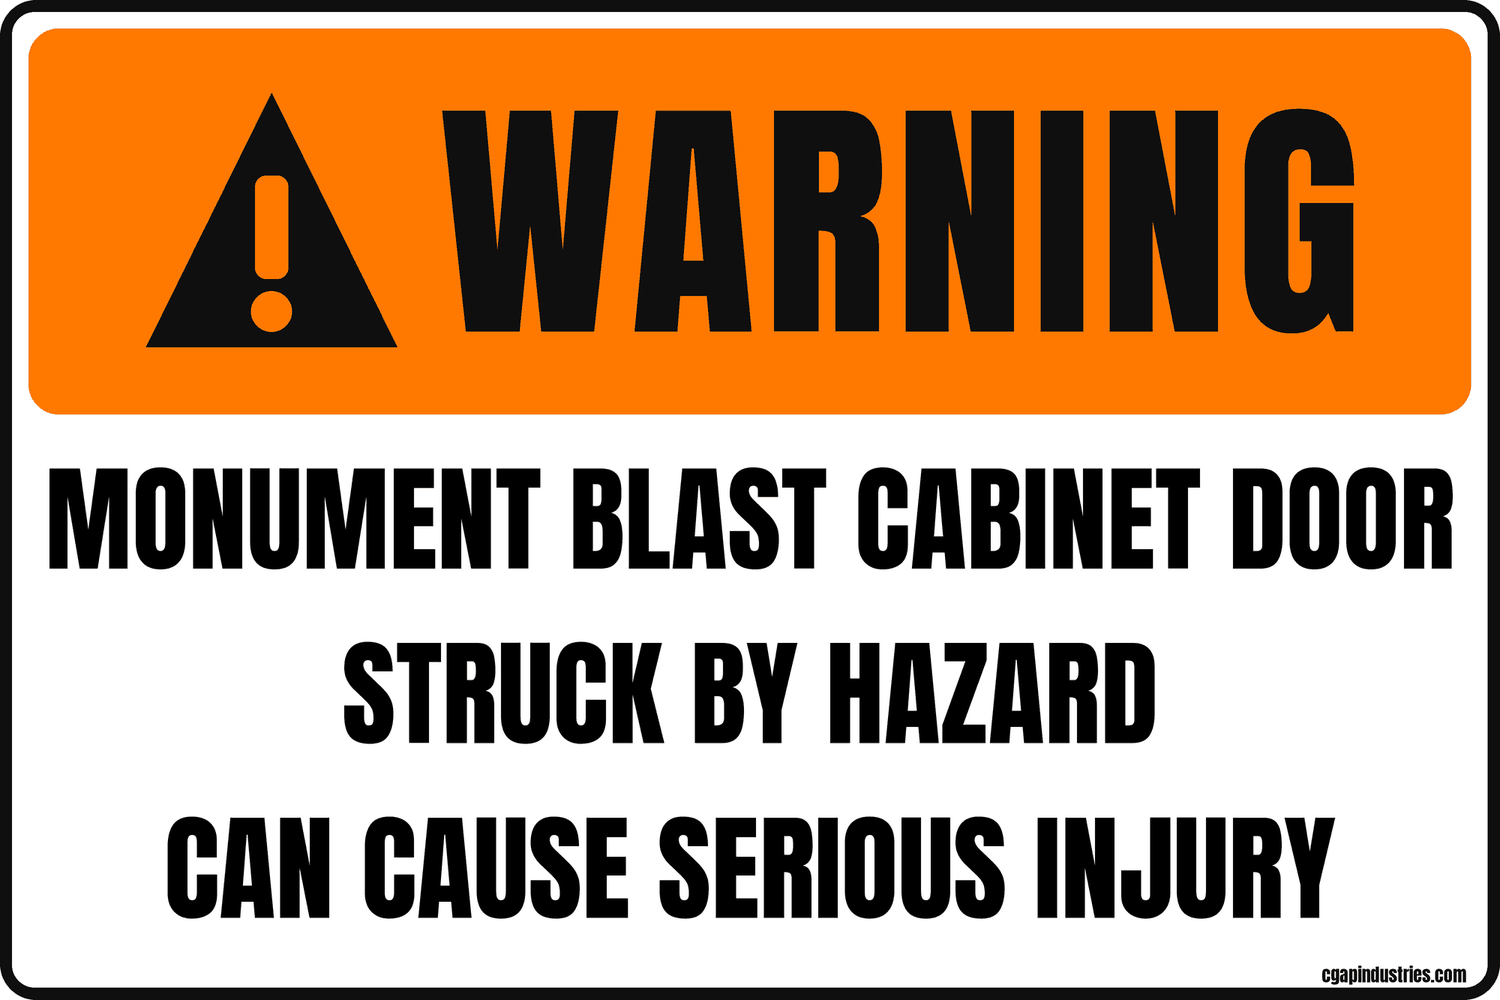 WARNING
MONUMENT BLAST CABINET DOOR
STRUCK BY HAZARD
CAN CAUSE SERIOUS INJURY
cgapindustries.com